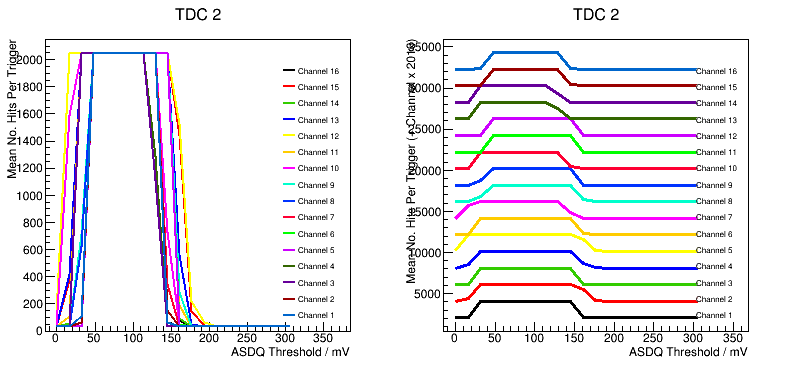 TDC 2
Mean No. Hits Per Trigger
2000
1800
1600
1400
1200
1000
800
600
400
200
0
Channel 16
Channel 15
Channel 14
Channel 13
Channel 12
Channel 11
Channel 10
Channel 9
Channel 8
Channel 7
Channel 6
Channel 5
Channel 4
Channel 3
Channel 2
Channel 1
0 50 100 150 200 250 300 350
ASDQ Threshold / mV
TDC 2
Mean No. Hits Per Trigger (+ Channel x
35000
30000
25000
20000
15000
10000
5000
Channel 16
Channel 15
Channel 14
Channel 13
Channel 12
Channel 11
Channel 10
Channel 9
Channel 8
Channel 7
Channel 6
Channel 5
Channel 4
Channel 3
Channel 2
Channel 1
0 50 100 150 200 250 300 350
ASDQ Threshold / mV